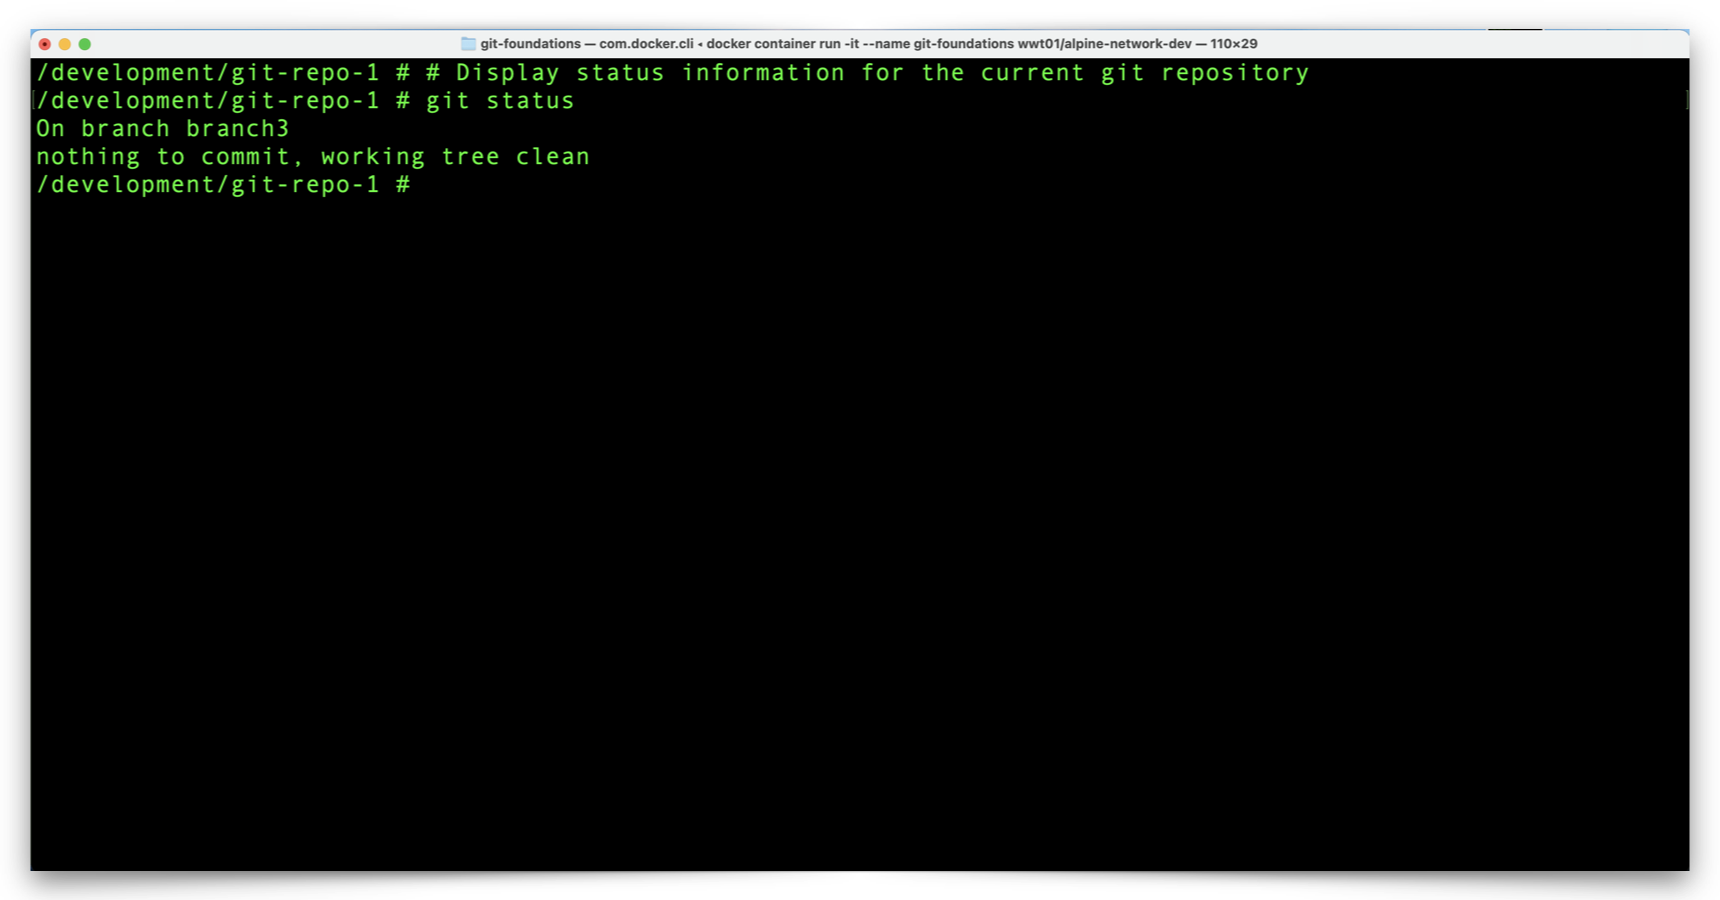 git-foundations — com.docker.cli ◂ docker container run -it --name git-foundations wwt01/alpine-network-dev — 110×29
/development/git-repo-1 # # Display status information for the current git repository
/development/git-repo-1 # git status
On branch branch3
nothing to commit, working tree clean
/development/git-repo-1 #